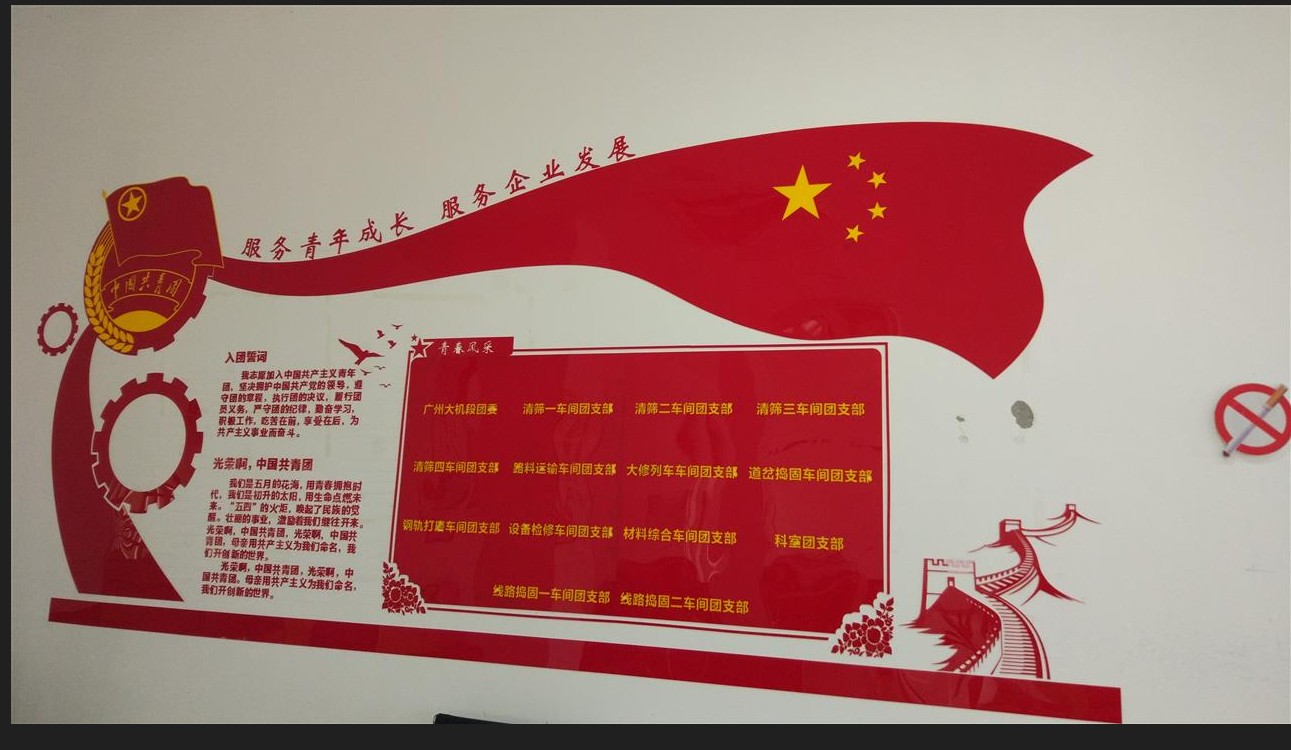 服务青年成长 服务企业发展
中国共青团
入团誓词
我志愿加入中国共产主义青年
团，坚决拥护中国共产党的领导，遵
守团的章程，执行团的决议，履行团
员义务，严守团的纪律，勤奋学习，
积极工作，吃苦在前，享受在后，为
共产主义事业而奋斗。
光荣啊，中国共青团
我们是五月的花海，用青春拥抱时
代，我们是初升的太阳，用生命点燃未
来。“五四”的火炬，唤起了民族的觉
醒。壮丽的事业，激励着我们继往开来。
光荣啊，中国共青团，光荣啊，中国共
青团，母亲用共产主义为我们命名，我
们开创新的世界。
光荣啊，中国共青团，光荣啊，中
国共青团。母亲用共产主义为我们命名，
我们开创新的世界。
青春风采
广州大机段团委 清筛一车间团支部 清筛二车间团支部 清筛三车间团支部
清筛四车间团支部 路料运输车间团支部 大修列车车间团支部 道岔捣固车间团支部
钢轨打磨车间团支部 设备检修车间团支部 材料综合车间团支部 科室团支部
线路捣固一车间团支部 线路捣固二车间团支部